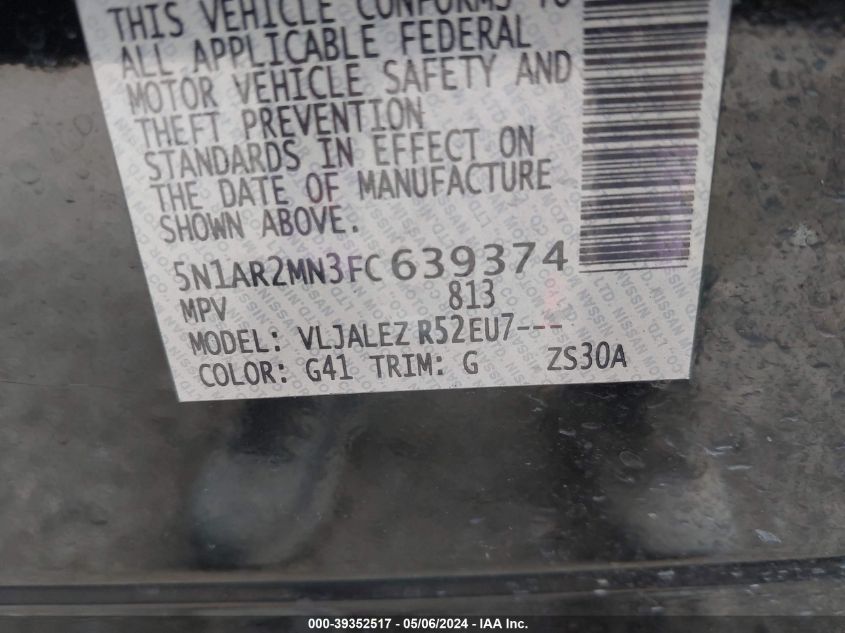 THIS VEHICLE CONFORMS TO
ALL APPLICABLE FEDERAL
MOTOR VEHICLE SAFETY AND
THEFT PREVENTION
STANDARDS IN EFFECT ON
THE DATE OF MANUFACTURE
SHOWN ABOVE.
5N1AR2MN3FC639374
MPV 813
MODEL: VLJALEZ R52EU7---
COLOR: G41 TRIM: G ZS30A
000-39352517 - 05/06/2024 - IAA Inc.